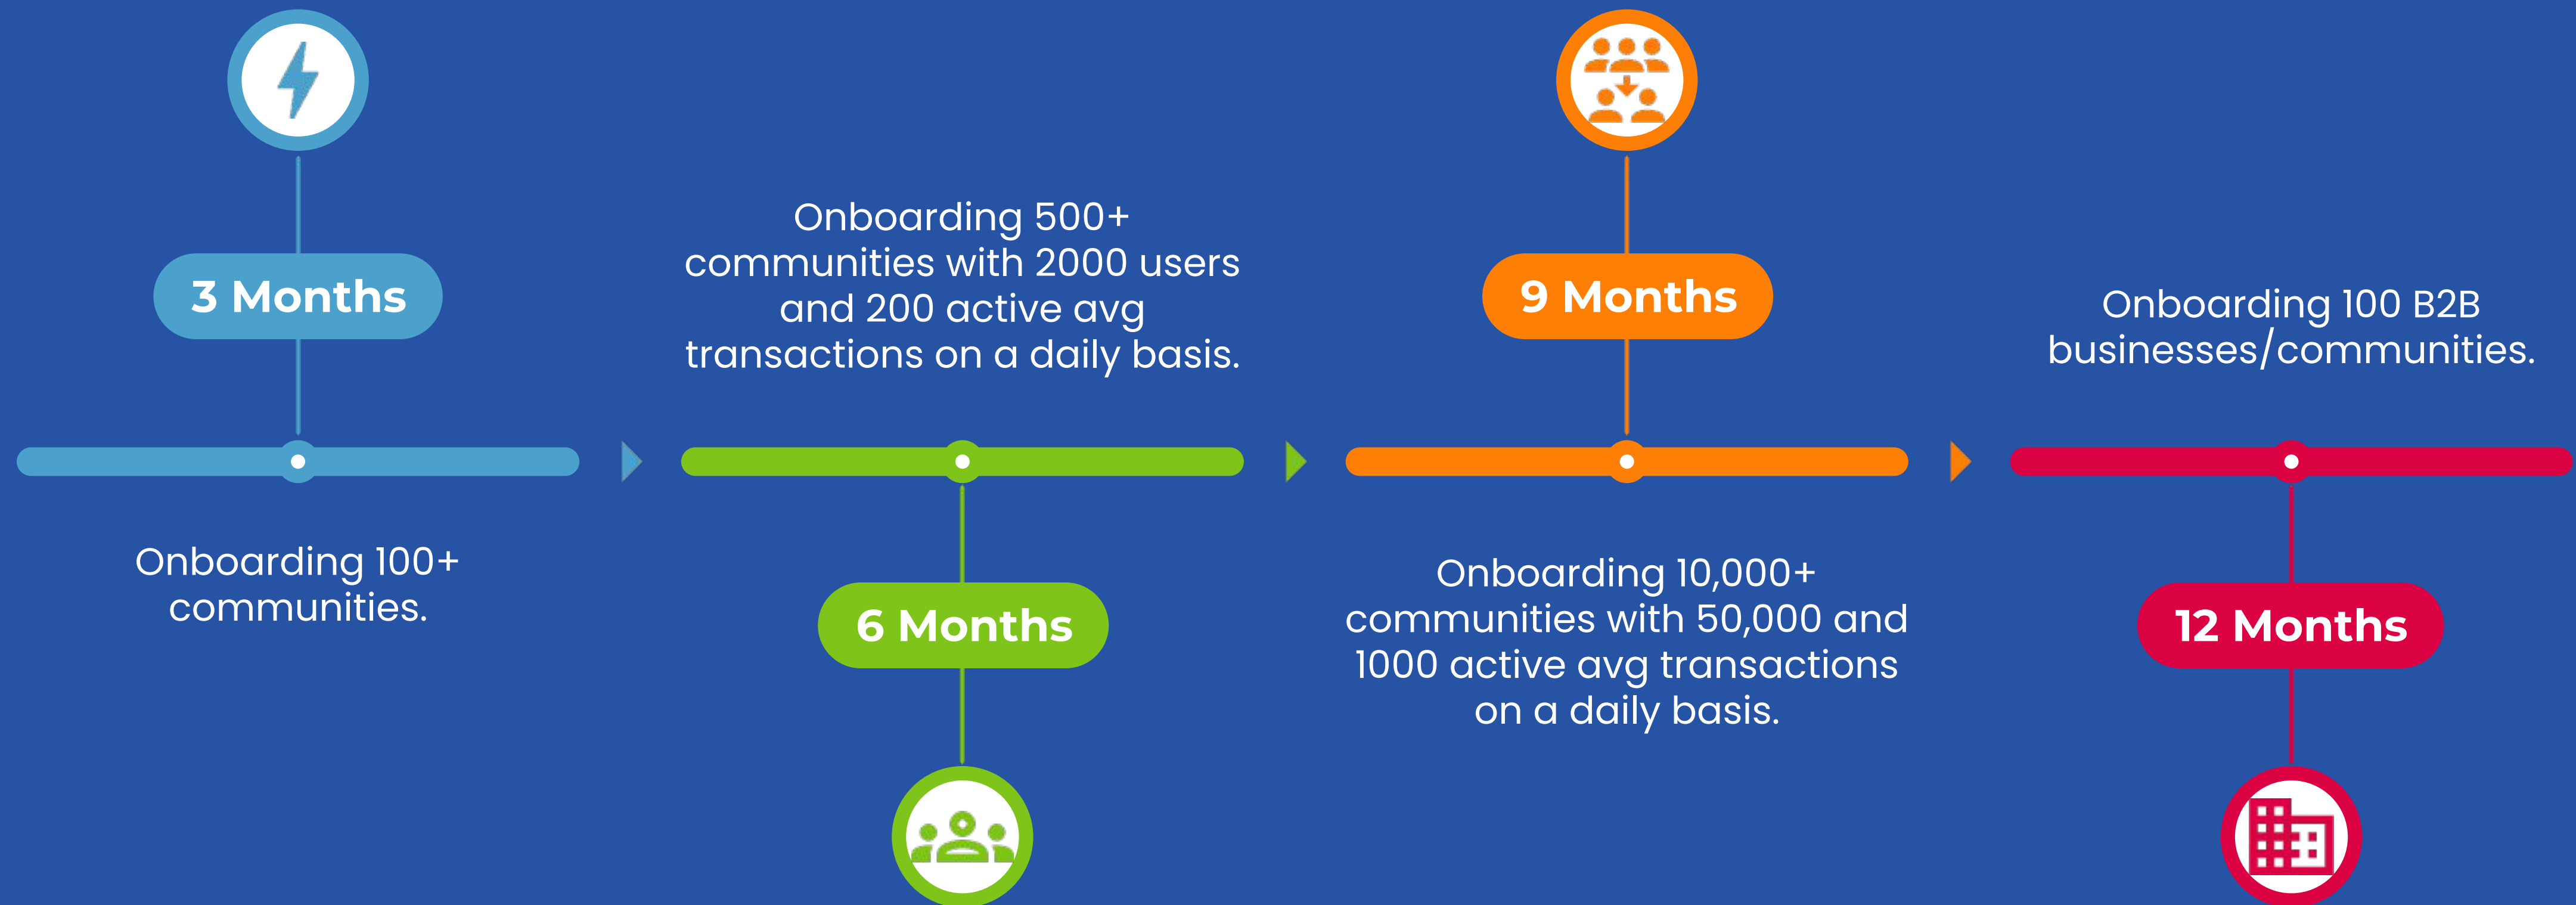 3 Months
Onboarding 100+
communities.
Onboarding 500+
communities with 2000 users
and 200 active avg
transactions on a daily basis.
6 Months
9 Months
Onboarding 10,000+
communities with 50,000 and
1000 active avg transactions
on a daily basis.
Onboarding 100 B2B
businesses/communities.
12 Months